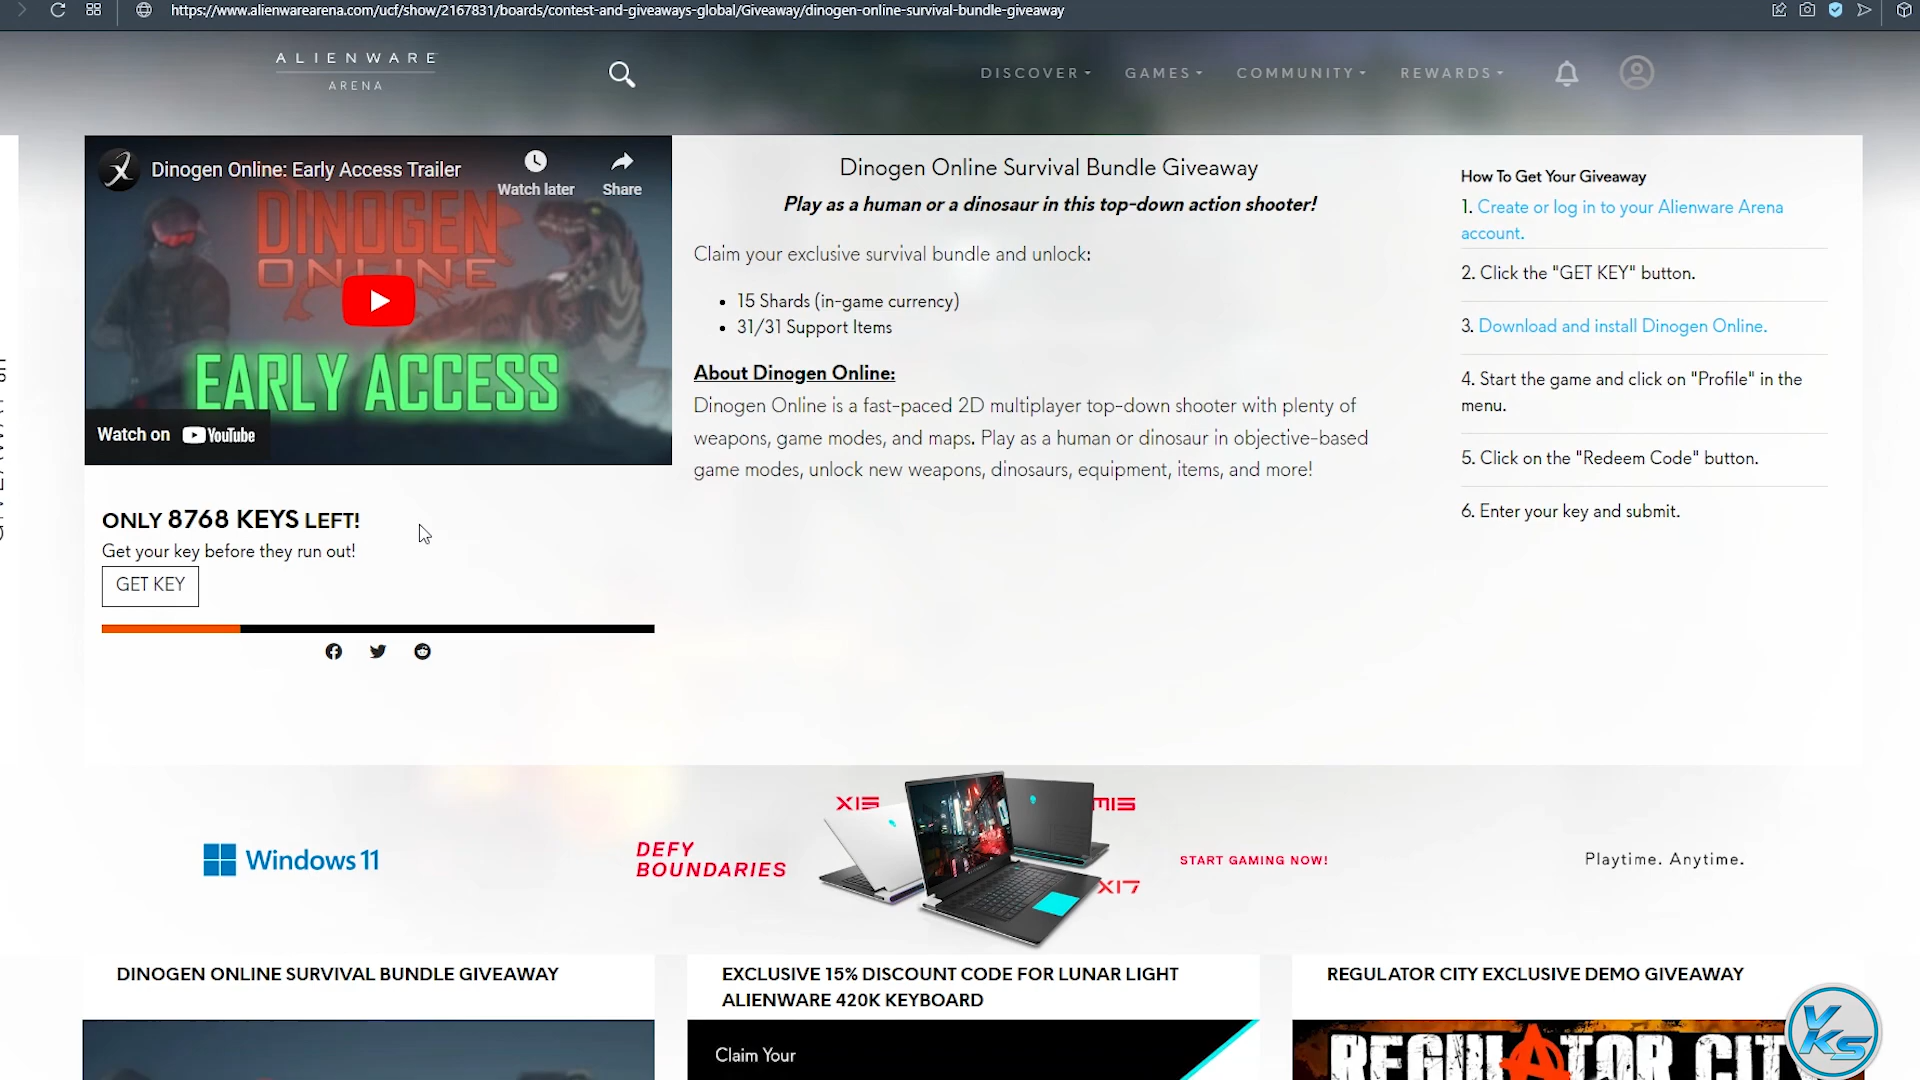 https://www.alienwarearena.com/ucf/show/2167831/boards/contest-and-giveaways-global/Giveaway/dinogen-online-survival-bundle-giveaway
ALIENWARE
ARENA
DISCOVER
GAMES
COMMUNITY
REWARDS
Dinogen Online: Early Access Trailer
Watch later
Share
DINOGEN
ONLINE
EARLY ACCESS
Watch on YouTube
ONLY 8768 KEYS LEFT!
Get your key before they run out!
GET KEY
Dinogen Online Survival Bundle Giveaway
Play as a human or a dinosaur in this top-down action shooter!
Claim your exclusive survival bundle and unlock:
15 Shards (in-game currency)
31/31 Support Items
About Dinogen Online:
Dinogen Online is a fast-paced 2D multiplayer top-down shooter with plenty of
weapons, game modes, and maps. Play as a human or dinosaur in objective-based
game modes, unlock new weapons, dinosaurs, equipment, items, and more!
How To Get Your Giveaway
1. Create or log in to your Alienware Arena
account.
2. Click the "GET KEY" button.
3. Download and install Dinogen Online.
4. Start the game and click on "Profile" in the
menu.
5. Click on the "Redeem Code" button.
6. Enter your key and submit.
Windows 11
DEFY
BOUNDARIES
X15
M15
X17
START GAMING NOW!
Playtime. Anytime.
DINOGEN ONLINE SURVIVAL BUNDLE GIVEAWAY
EXCLUSIVE 15% DISCOUNT CODE FOR LUNAR LIGHT
ALIENWARE 420K KEYBOARD
Claim Your
REGULATOR CITY EXCLUSIVE DEMO GIVEAWAY
REGULATOR CITY
VKS